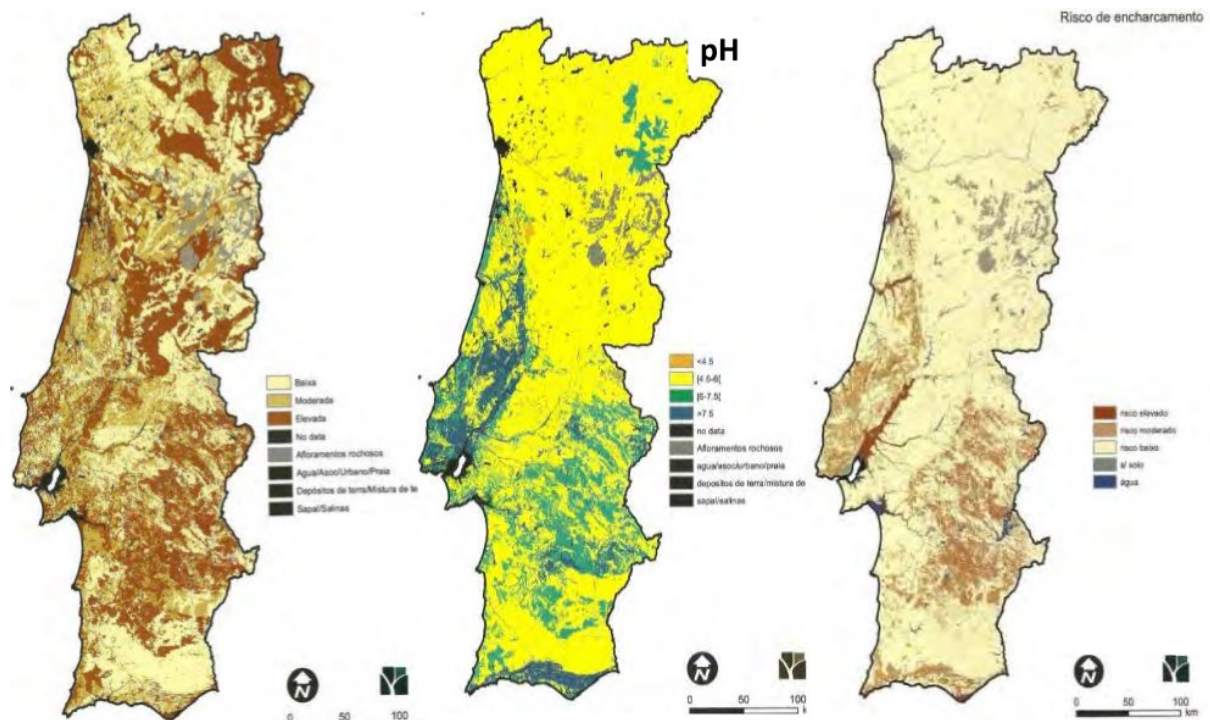 Baixa
Moderada
Elevada
No data
Afloramentos rochosos
Agua/Asoc/Urbano/Praia
Depósitos de terra/Mistura de te
Sapal/Salinas
N
0 50 100
pH
<4.5
[4.5-6[
[6-7.5[
>7.5
no data
Afloramentos rochosos
agua/asoc/urbano/praia
depositos de terra/mistura de
sapal/salinas
N
0 50 100
Risco de encharcamento
risco elevado
risco moderado
risco baixo
s/ solo
água
N
0 50 100
km